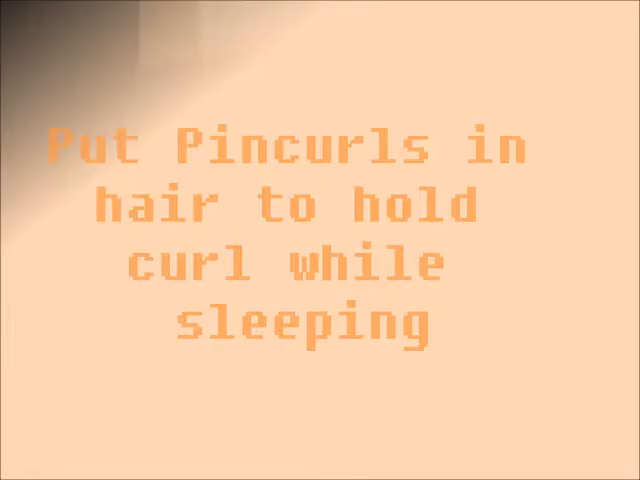 Put Pincurls in
hair to hold
curl while
sleeping